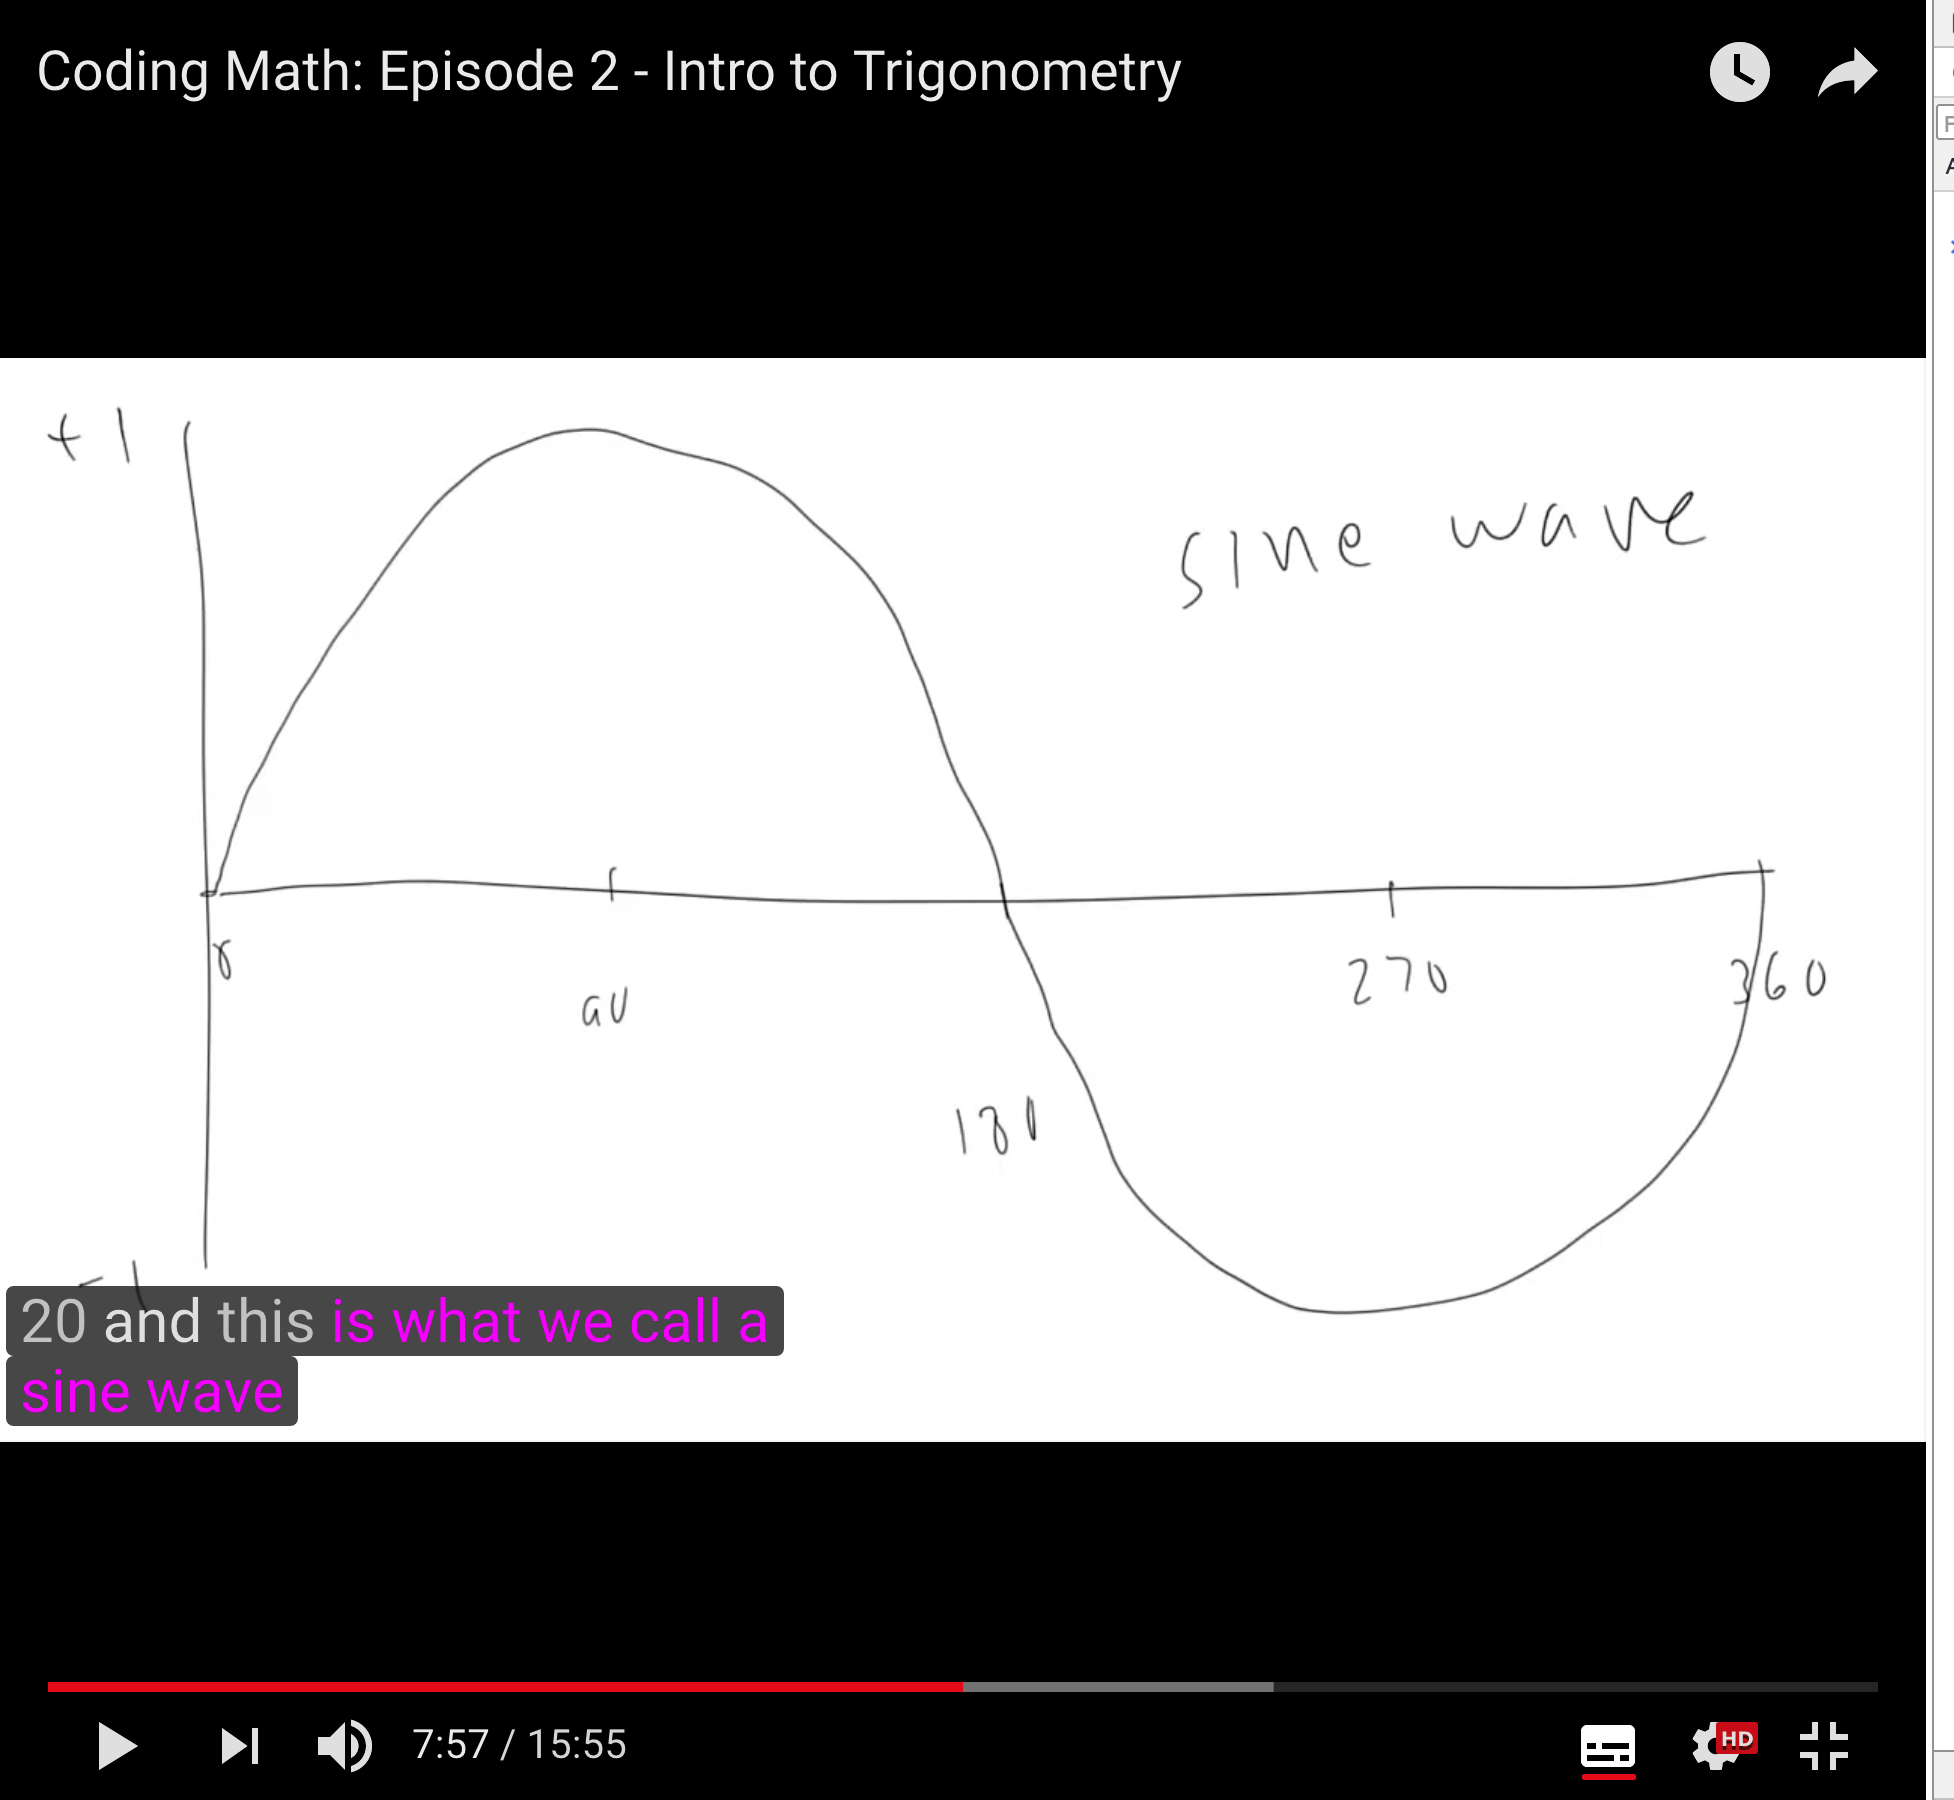 Coding Math: Episode 2 - Intro to Trigonometry
+1
sine wave
0
90
180
270
360
-1
20 and this is what we call a
sine wave
7:57 / 15:55
HD